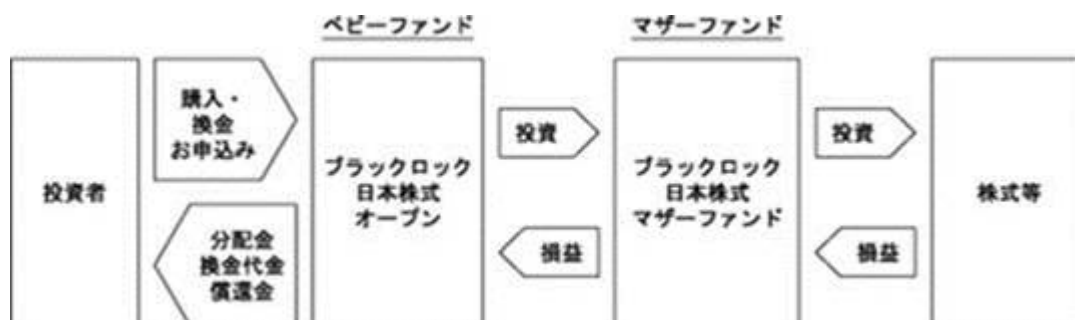 ベビーファンド
マザーファンド
投資者
購入・
換金
お申込み
分配金
換金代金
償還金
ブラックロック
日本株式
オープン
投資
損益
ブラックロック
日本株式
マザーファンド
投資
損益
株式等